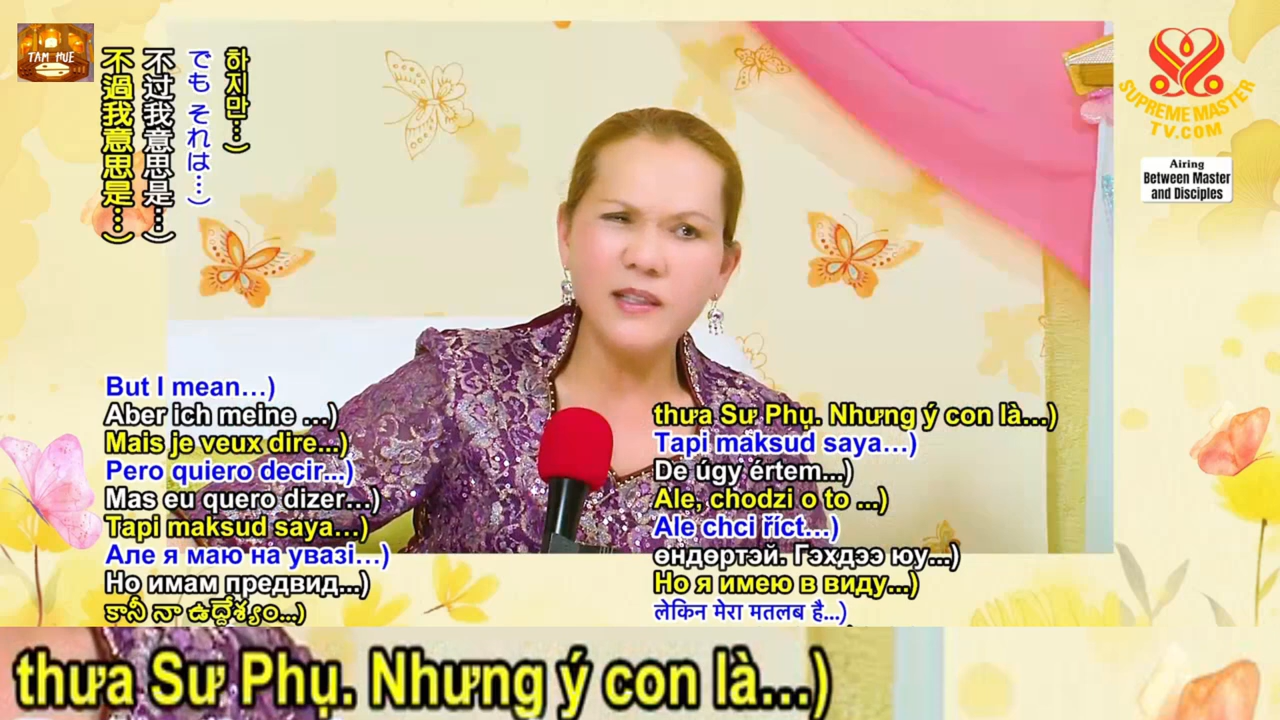 TAM HUE
하지만…)
でも それは…)
不过我意思是…)
不過我意思是…)
SUPREME MASTER
TV.COM
Airing
Between Master
and Disciples
But I mean…)
Aber ich meine …)
Mais je veux dire...)
Pero quiero decir...)
Mas eu quero dizer…)
Tapi maksud saya…)
Але я маю на увазі…)
Но имам предвид...)
కానీ నా ఉద్దేశ్యం...)
thưa Sư Phụ. Nhưng ý con là...)
Tapi maksud saya…)
De úgy értem...)
Ale, chodzi o to ...)
Ale chci říct...)
өндөртэй. Гэхдээ юу...)
Но я имею в виду...)
लेकिन मेरा मतलब है...)
thưa Sư Phụ. Nhưng ý con là...)